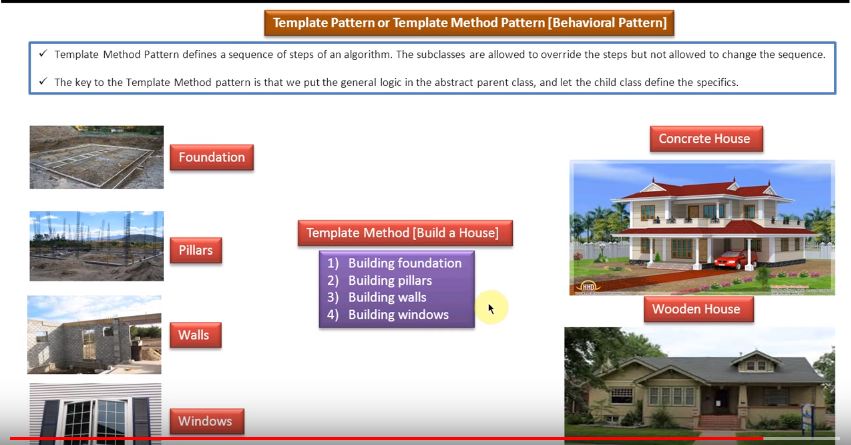 Template Pattern or Template Method Pattern [Behavioral Pattern]
✓ Template Method Pattern defines a sequence of steps of an algorithm. The subclasses are allowed to override the steps but not allowed to change the sequence.
✓ The key to the Template Method pattern is that we put the general logic in the abstract parent class, and let the child class define the specifics.
Foundation
Pillars
Walls
Windows
Template Method [Build a House]
1) Building foundation
2) Building pillars
3) Building walls
4) Building windows
Concrete House
Wooden House